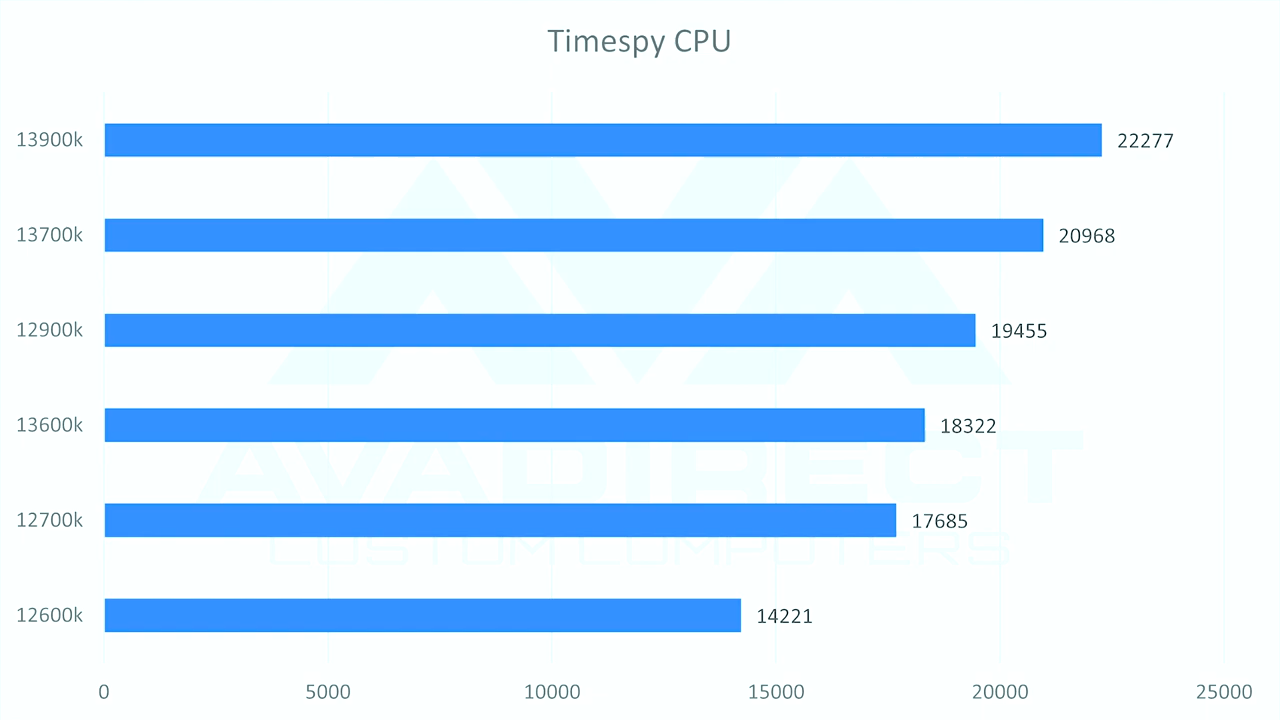 Timespy CPU
13900k 22277
13700k 20968
12900k 19455
13600k 18322
AVADIRECT
12700k 17685
CUSTOM COMPUTERS
12600k 14221
0 5000 10000 15000 20000 25000